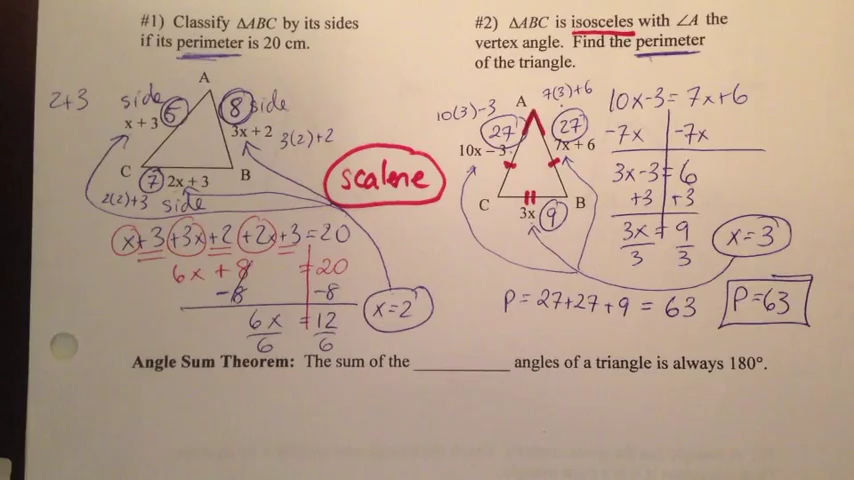 #1) Classify ΔABC by its sides
if its perimeter is 20 cm.
2+3
side
x + 3
5
A
8
side
3x + 2
3(2)+2
C
7
2x + 3
B
2(2)+3
side
scalene
x+3+3x+2+2x+3=20
6x + 8 = 20
-8 -8
6x = 12
6 6
x=2
#2) ΔABC is isosceles with ∠A the
vertex angle. Find the perimeter
of the triangle.
10(3)-3
A
7(3)+6
27
27
10x – 3
7x + 6
C
3x
9
B
10x-3=7x+6
-7x -7x
3x-3=6
+3 +3
3x = 9
3 3
x=3
P=27+27+9 = 63
P=63
Angle Sum Theorem: The sum of the __________ angles of a triangle is always 180°.